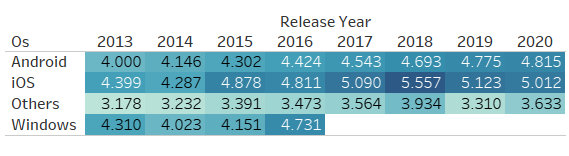 Release Year
Os 2013 2014 2015 2016 2017 2018 2019 2020
Android 4.000 4.146 4.302 4.424 4.543 4.693 4.775 4.815
iOS 4.399 4.287 4.878 4.811 5.090 5.557 5.123 5.012
Others 3.178 3.232 3.391 3.473 3.564 3.934 3.310 3.633
Windows 4.310 4.023 4.151 4.731